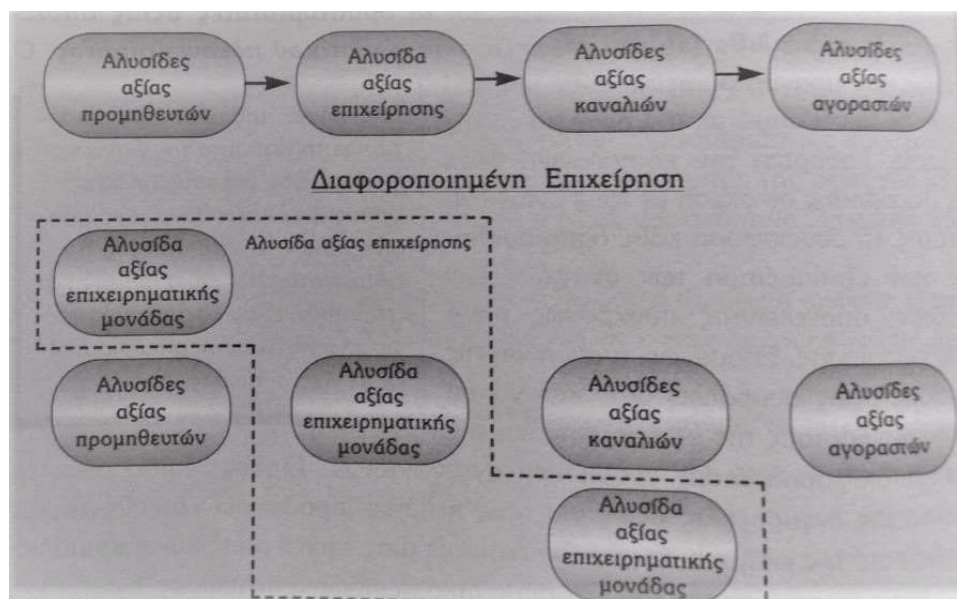 Αλυσίδες
αξίας
προμηθευτών
Αλυσίδα
αξίας
επιχείρησης
Αλυσίδες
αξίας
καναλιών
Αλυσίδες
αξίας
αγοραστών
Διαφοροποιημένη Επιχείρηση
Αλυσίδα
αξίας
επιχειρηματικής
μονάδας
Αλυσίδα αξίας επιχείρησης
Αλυσίδες
αξίας
προμηθευτών
Αλυσίδα
αξίας
επιχειρηματικής
μονάδας
Αλυσίδες
αξίας
καναλιών
Αλυσίδες
αξίας
αγοραστών
Αλυσίδα
αξίας
επιχειρηματικής
μονάδας